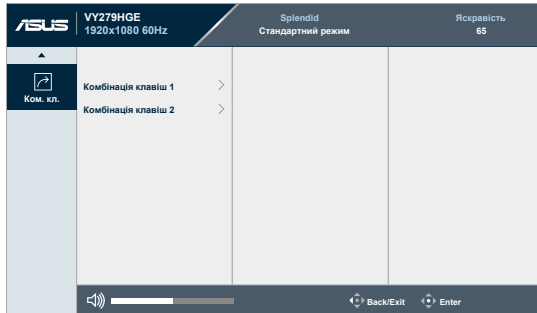 ASUS
VY279HGE
1920x1080 60Hz
Splendid
Стандартний режим
Яскравість
65
Ком. кл.
Комбінація клавіш 1
Комбінація клавіш 2
Back/Exit
Enter